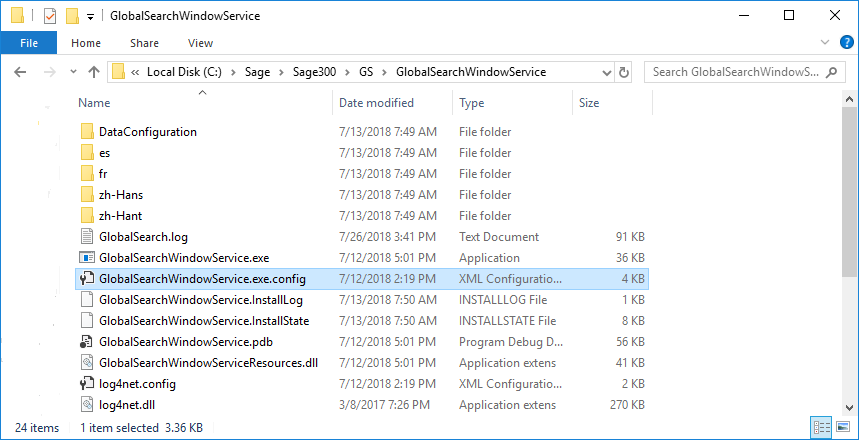 GlobalSearchWindowService
File Home Share View
« Local Disk (C:) > Sage > Sage300 > GS > GlobalSearchWindowService Search GlobalSearchWindowS...
Name Date modified Type Size
DataConfiguration 7/13/2018 7:49 AM File folder
es 7/13/2018 7:49 AM File folder
fr 7/13/2018 7:49 AM File folder
zh-Hans 7/13/2018 7:49 AM File folder
zh-Hant 7/13/2018 7:49 AM File folder
GlobalSearch.log 7/26/2018 3:41 PM Text Document 91 KB
GlobalSearchWindowService.exe 7/12/2018 5:01 PM Application 36 KB
GlobalSearchWindowService.exe.config 7/12/2018 2:19 PM XML Configuratio... 4 KB
GlobalSearchWindowService.InstallLog 7/13/2018 7:50 AM INSTALLLOG File 1 KB
GlobalSearchWindowService.InstallState 7/13/2018 7:50 AM INSTALLSTATE File 8 KB
GlobalSearchWindowService.pdb 7/12/2018 5:01 PM Program Debug D... 56 KB
GlobalSearchWindowServiceResources.dll 7/12/2018 5:01 PM Application extens 41 KB
log4net.config 7/12/2018 2:19 PM XML Configuratio... 2 KB
log4net.dll 3/8/2017 7:26 PM Application extens 270 KB
24 items 1 item selected 3.36 KB